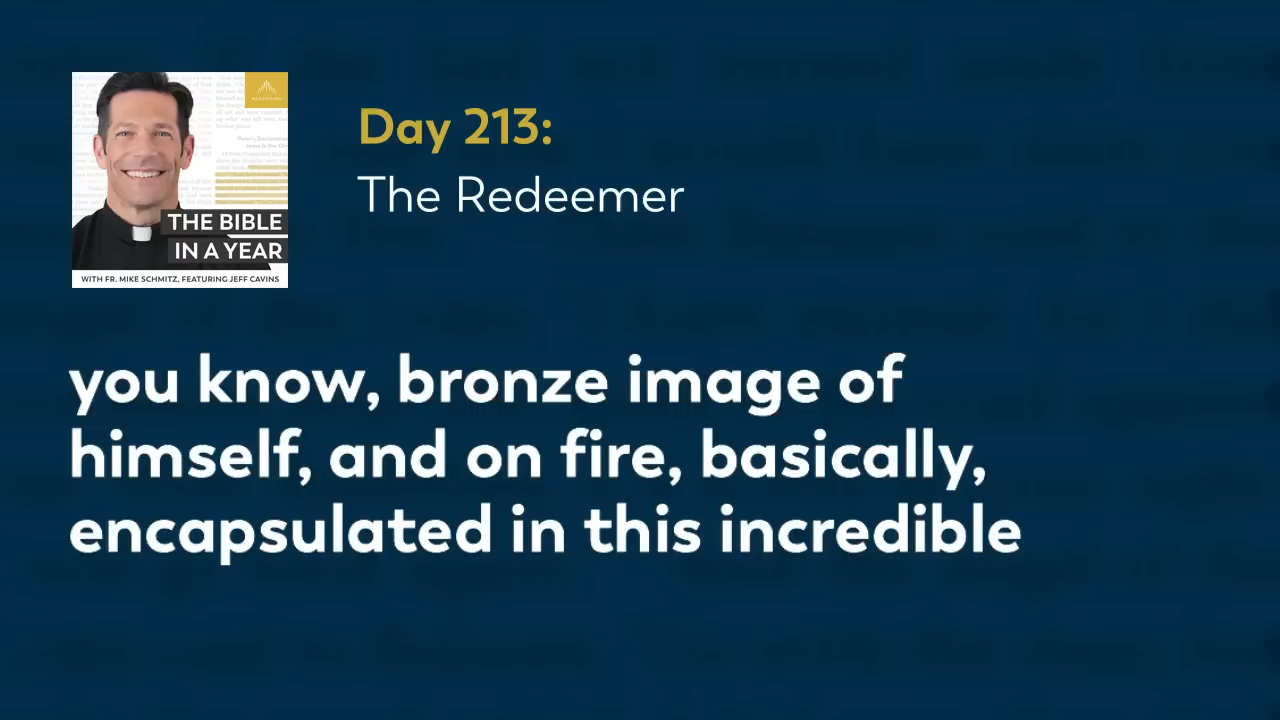 THE BIBLE
IN A YEAR
WITH FR. MIKE SCHMITZ, FEATURING JEFF CAVINS
Day 213:
The Redeemer
you know, bronze image of
himself, and on fire, basically,
encapsulated in this incredible